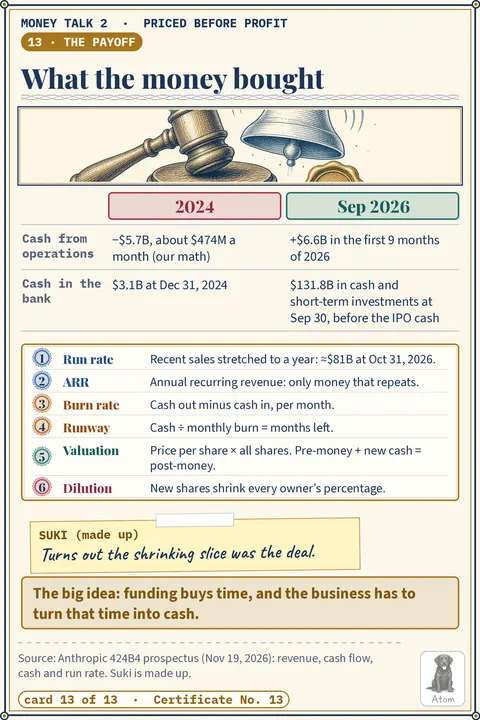 MONEY TALK 2 · PRICED BEFORE PROFIT
13 · THE PAYOFF
What the money bought
2024
Sep 2026
Cash from operations
−$5.7B, about $474M a month (our math)
+$6.6B in the first 9 months of 2026
Cash in the bank
$3.1B at Dec 31, 2024
$131.8B in cash and short-term investments at Sep 30, before the IPO cash
1 Run rate Recent sales stretched to a year: ≈$81B at Oct 31, 2026.
2 ARR Annual recurring revenue: only money that repeats.
3 Burn rate Cash out minus cash in, per month.
4 Runway Cash ÷ monthly burn = months left.
5 Valuation Price per share × all shares. Pre-money + new cash =
post-money.
6 Dilution New shares shrink every owner’s percentage.
SUKI (made up)
Turns out the shrinking slice was the deal.
The big idea: funding buys time, and the business has to
turn that time into cash.
Source: Anthropic 424B4 prospectus (Nov 19, 2026): revenue, cash flow,
cash and run rate. Suki is made up.
Atom
card 13 of 13 · Certificate No. 13